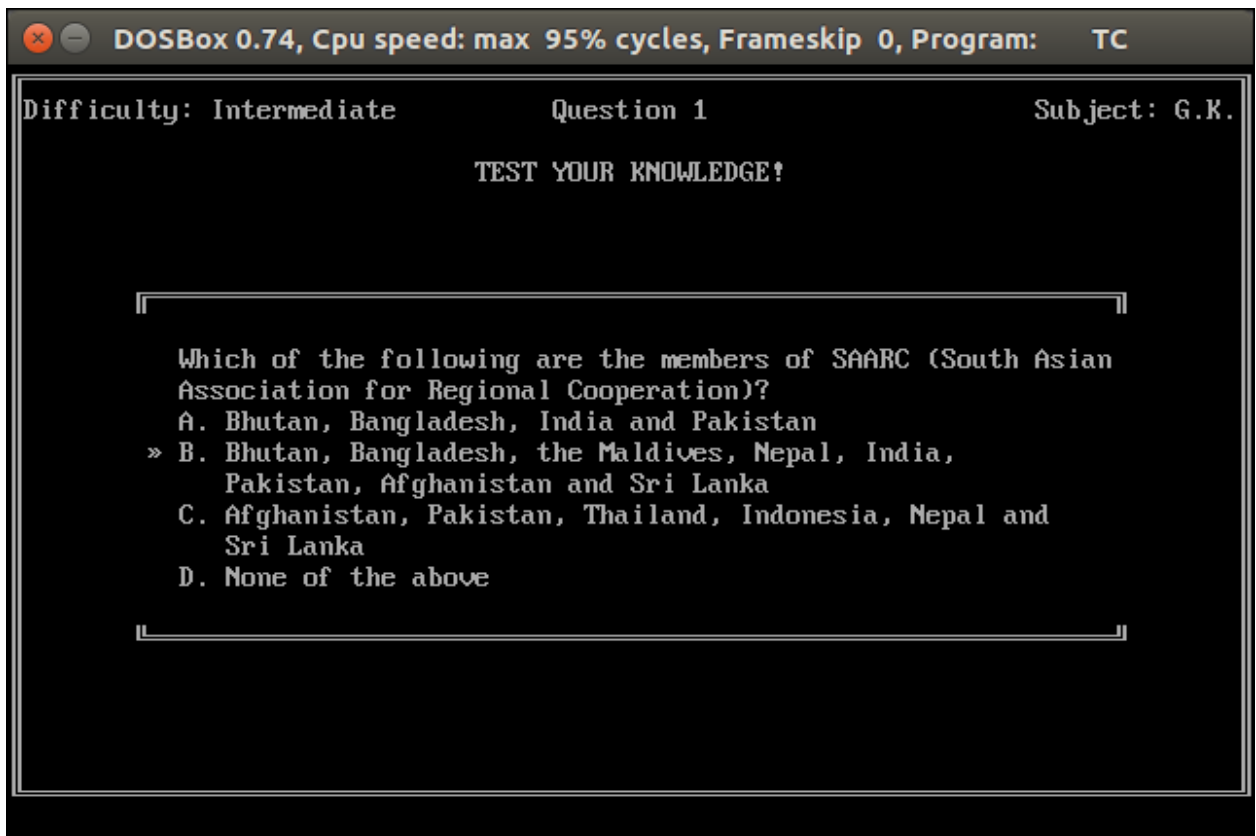 DOSBox 0.74, Cpu speed: max 95% cycles, Frameskip 0, Program: TC
Difficulty: Intermediate Question 1 Subject: G.K.
TEST YOUR KNOWLEDGE!
Which of the following are the members of SAARC (South Asian
Association for Regional Cooperation)?
A. Bhutan, Bangladesh, India and Pakistan
» B. Bhutan, Bangladesh, the Maldives, Nepal, India,
Pakistan, Afghanistan and Sri Lanka
C. Afghanistan, Pakistan, Thailand, Indonesia, Nepal and
Sri Lanka
D. None of the above